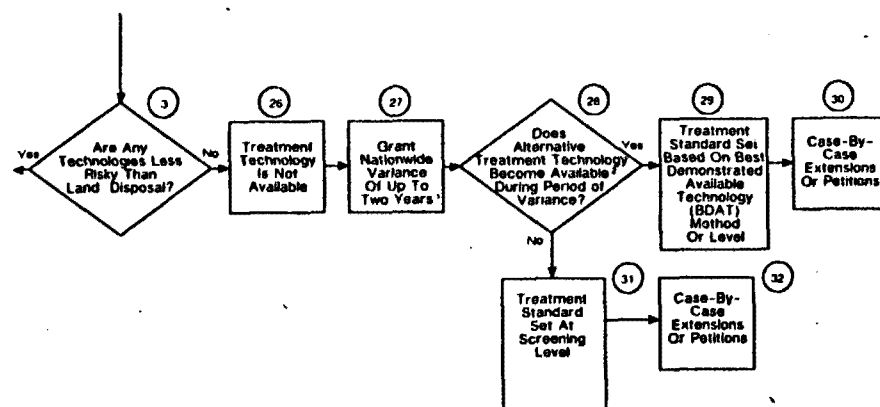 3
Yes
Are Any
Technologies Less
Risky Than
Land Disposal?
No
26
Treatment
Technology
Is Not
Available
27
Grant
Nationwide
Variance
Of Up To
Two Years¹
28
Does
Alternative
Treatment Technology
Become Available²
During Period of
Variance?
Yes
29
Treatment
Standard Set
Based On Best
Demonstrated
Available
Technology
(BDAT)
Method
Or Level
30
Case-By-
Case
Extensions
Or Petitions
No
31
Treatment
Standard
Set At
Screening
Level
32
Case-By-
Case
Extensions
Or Petitions